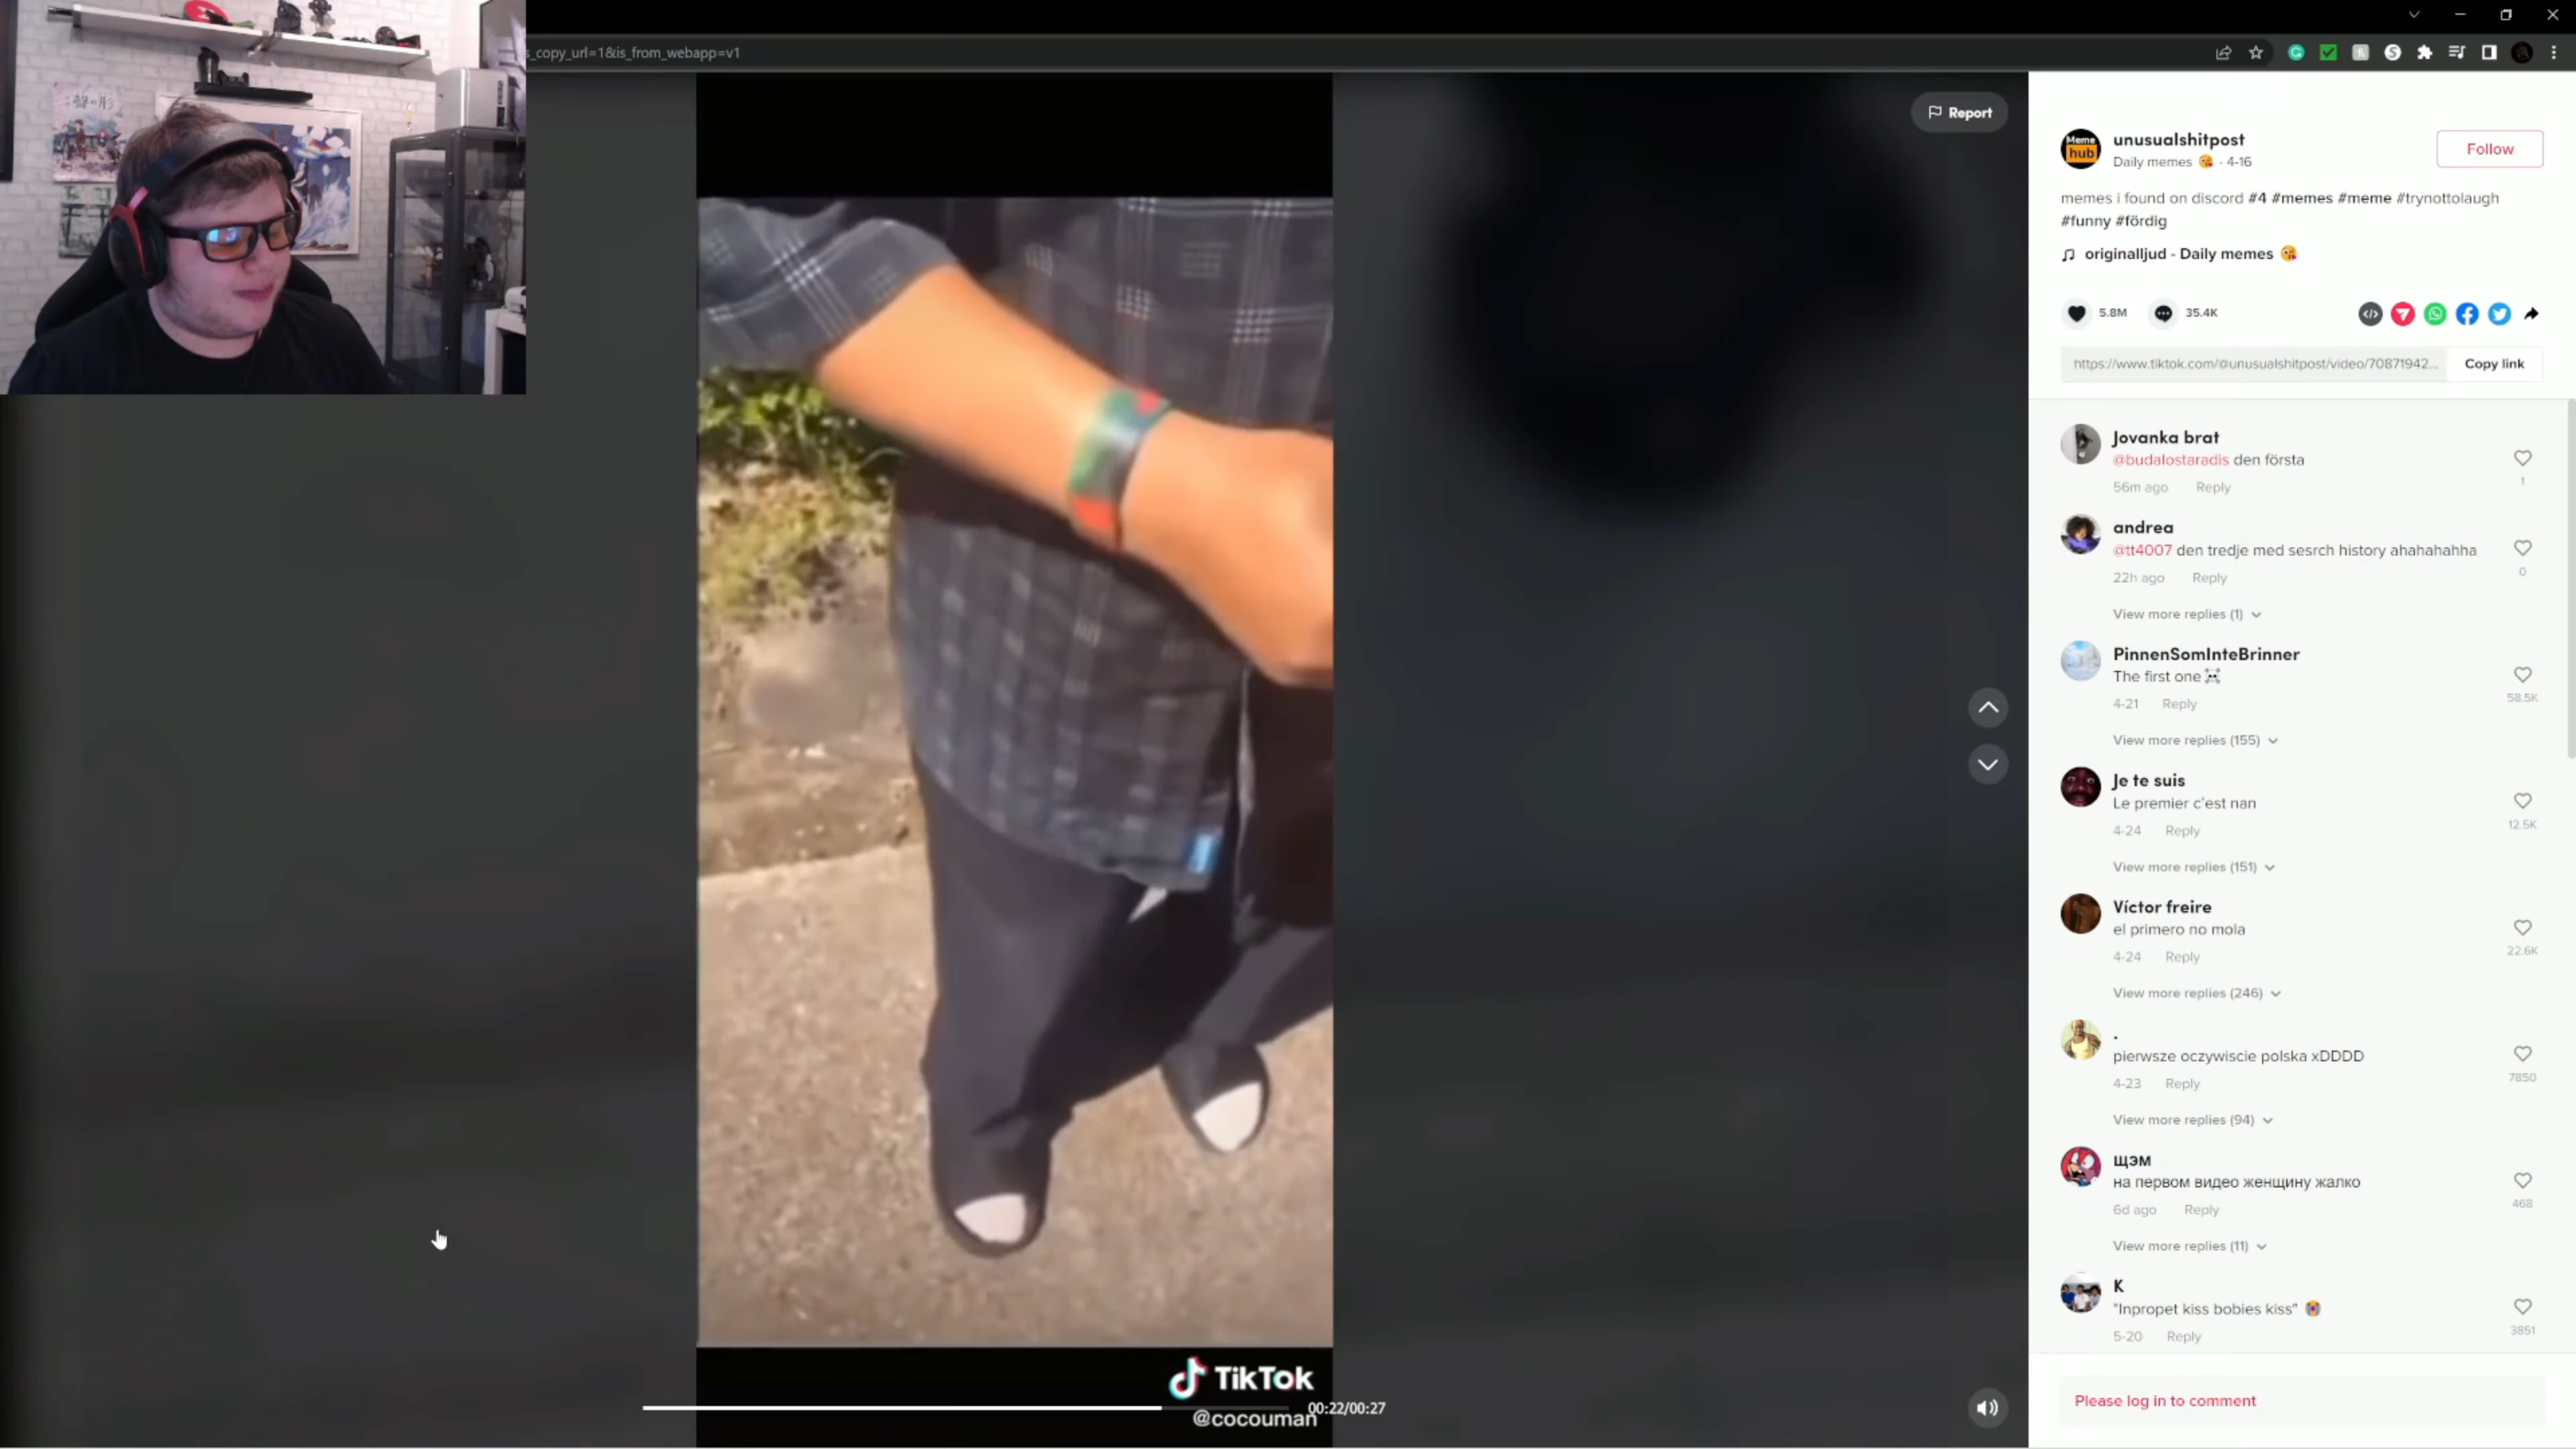 s_copy_url=1&is_from_webapp=v1
Report
Meme
hub
unusualshitpost
Daily memes 😘 · 4-16
Follow
memes i found on discord #4 #memes #meme #trynottolaugh
#funny #fördig
originalljud - Daily memes 😘
5.8M
35.4K
https://www.tiktok.com/@unusualshitpost/video/70871942...
Copy link
Jovanka brat
@budalostaradis den första
56m ago Reply
1
andrea
@tt4007 den tredje med sesrch history ahahahahha
22h ago Reply
0
View more replies (1)
PinnenSomInteBrinner
The first one☠
4-21 Reply
58.5K
View more replies (155)
Je te suis
Le premier c'est nan
4-24 Reply
12.5K
View more replies (151)
Víctor freire
el primero no mola
4-24 Reply
22.6K
View more replies (246)
.
pierwsze oczywiscie polska xDDDD
4-23 Reply
7850
View more replies (94)
щэм
на первом видео женщину жалко
6d ago Reply
468
View more replies (11)
K
"Inpropet kiss bobies kiss" 😭
5-20 Reply
3851
Please log in to comment
TikTok
@cocouman
00:22/00:27